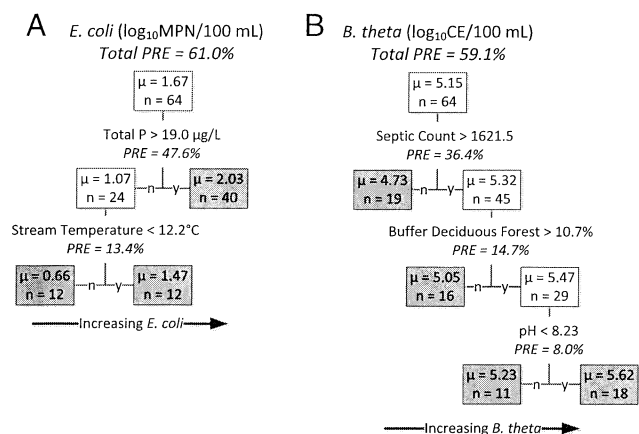 A E. coli (log₁₀MPN/100 mL)
Total PRE = 61.0%
μ = 1.67
n = 64
Total P > 19.0 μg/L
PRE = 47.6%
μ = 1.07
n = 24
n
y
μ = 2.03
n = 40
Stream Temperature < 12.2°C
PRE = 13.4%
μ = 0.66
n = 12
n
y
μ = 1.47
n = 12
Increasing E. coli
B B. theta (log₁₀CE/100 mL)
Total PRE = 59.1%
μ = 5.15
n = 64
Septic Count > 1621.5
PRE = 36.4%
μ = 4.73
n = 19
n
y
μ = 5.32
n = 45
Buffer Deciduous Forest > 10.7%
PRE = 14.7%
μ = 5.05
n = 16
n
y
μ = 5.47
n = 29
pH < 8.23
PRE = 8.0%
μ = 5.23
n = 11
n
y
μ = 5.62
n = 18
Increasing B. theta